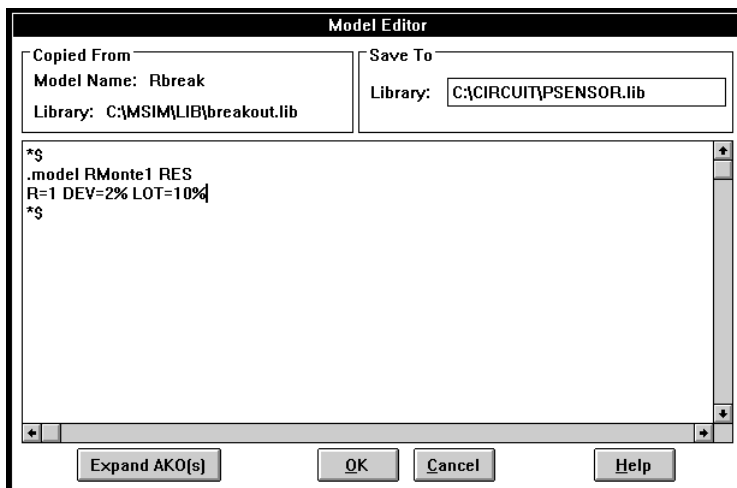 Model Editor
Copied From
Model Name: Rbreak
Library: C:\MSIM\LIB\breakout.lib
Save To
Library: C:\CIRCUIT\PSENSOR.lib
*$
.model RMonte1 RES
R=1 DEV=2% LOT=10%
*$
Expand AKO(s)
OK
Cancel
Help